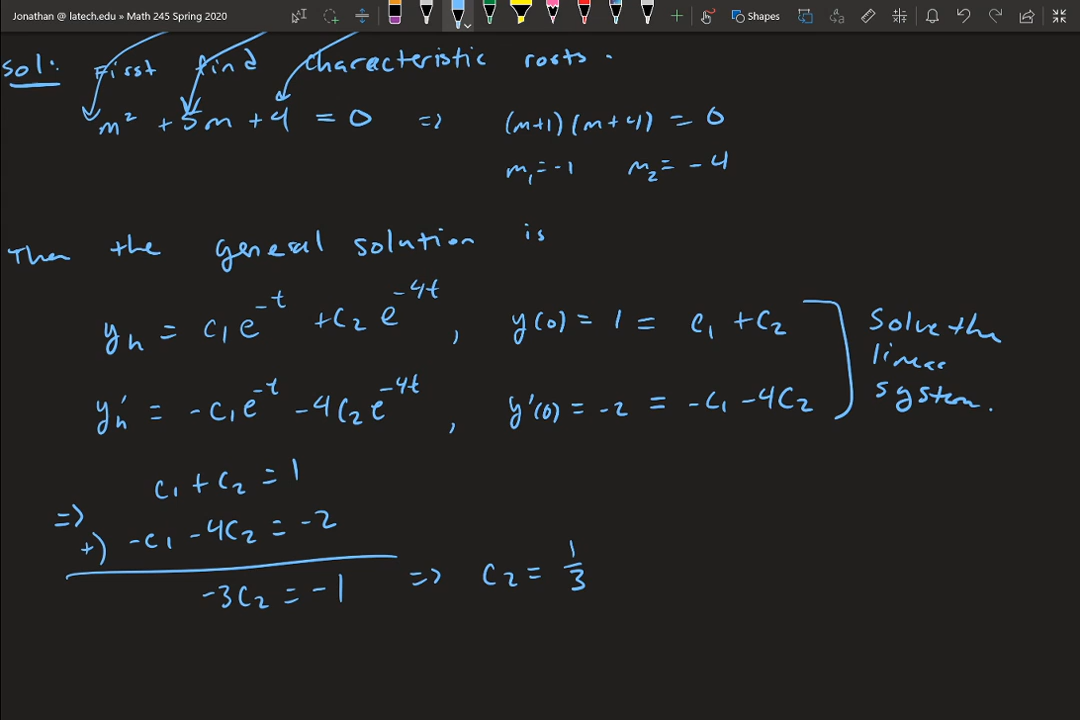 Jonathan @ latech.edu » Math 245 Spring 2020
Shapes
Sol: First find characteristic roots.
m² + 5m + 4 = 0 => (m+1)(m+4) = 0
m₁ = -1 m₂ = -4
Then the general solution is
yₕ = c₁e^{-t} + c₂e^{-4t}, y(0) = 1 = c₁ + c₂
Solve the
linear
system.
yₕ' = -c₁e^{-t} - 4c₂e^{-4t}, y'(0) = -2 = -c₁ - 4c₂
=> c₁ + c₂ = 1
+) -c₁ - 4c₂ = -2
-3c₂ = -1 => c₂ = 1/3